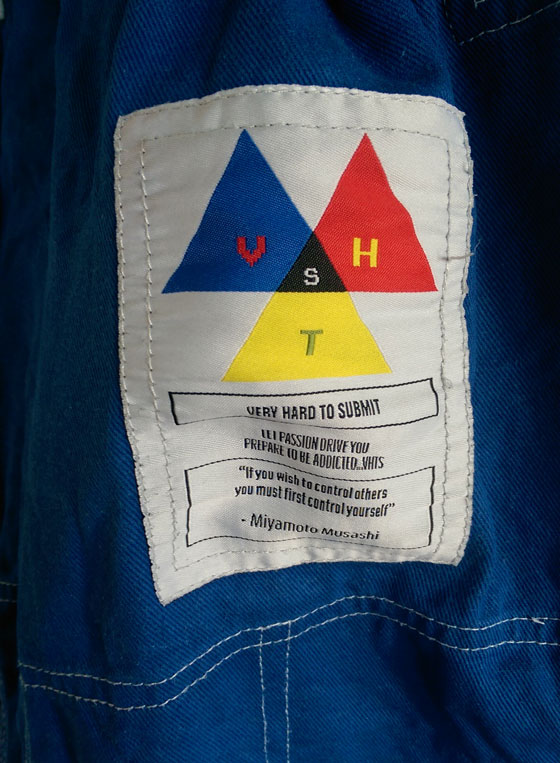 V
H
S
T
VERY HARD TO SUBMIT
LET PASSION DRIVE YOU
PREPARE TO BE ADDICTED...VHTS
"If you wish to control others
you must first control yourself"
- Miyamoto Musashi